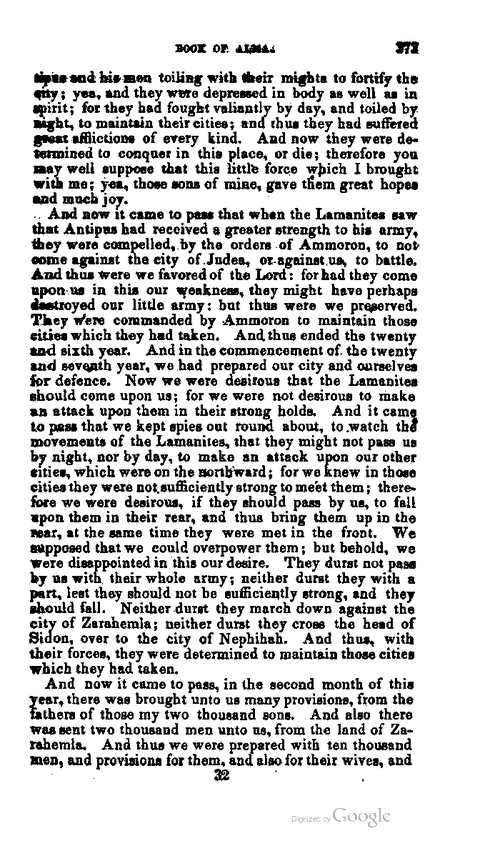 BOOK OF ALMA. 373
tipus and his men toiling with their mights to fortify the
city; yea, and they were depressed in body as well as in
spirit; for they had fought valiantly by day, and toiled by
night, to maintain their cities; and thus they had suffered
great afflictions of every kind. And now they were de-
termined to conquer in this place, or die; therefore you
may well suppose that this little force which I brought
with me; yea, those sons of mine, gave them great hopes
and much joy.
And now it came to pass that when the Lamanites saw
that Antipus had received a greater strength to his army,
they were compelled, by the orders of Ammoron, to not
come against the city of Judea, or against us, to battle.
And thus were we favored of the Lord: for had they come
upon us in this our weakness, they might have perhaps
destroyed our little army: but thus were we preserved.
They were commanded by Ammoron to maintain those
cities which they had taken. And thus ended the twenty
and sixth year. And in the commencement of the twenty
and seventh year, we had prepared our city and ourselves
for defence. Now we were desirous that the Lamanites
should come upon us; for we were not desirous to make
an attack upon them in their strong holds. And it came
to pass that we kept spies out round about, to watch the
movements of the Lamanites, that they might not pass us
by night, nor by day, to make an attack upon our other
cities, which were on the northward; for we knew in those
cities they were not sufficiently strong to meet them; there-
fore we were desirous, if they should pass by us, to fall
upon them in their rear, and thus bring them up in the
rear, at the same time they were met in the front. We
supposed that we could overpower them; but behold, we
were disappointed in this our desire. They durst not pass
by us with their whole army; neither durst they with a
part, lest they should not be sufficiently strong, and they
should fall. Neither durst they march down against the
city of Zarahemla; neither durst they cross the head of
Sidon, over to the city of Nephihah. And thus, with
their forces, they were determined to maintain those cities
which they had taken.
And now it came to pass, in the second month of this
year, there was brought unto us many provisions, from the
fathers of those my two thousand sons. And also there
was sent two thousand men unto us, from the land of Za-
rahemla. And thus we were prepared with ten thousand
men, and provisions for them, and also for their wives, and
32
Digitized by Google